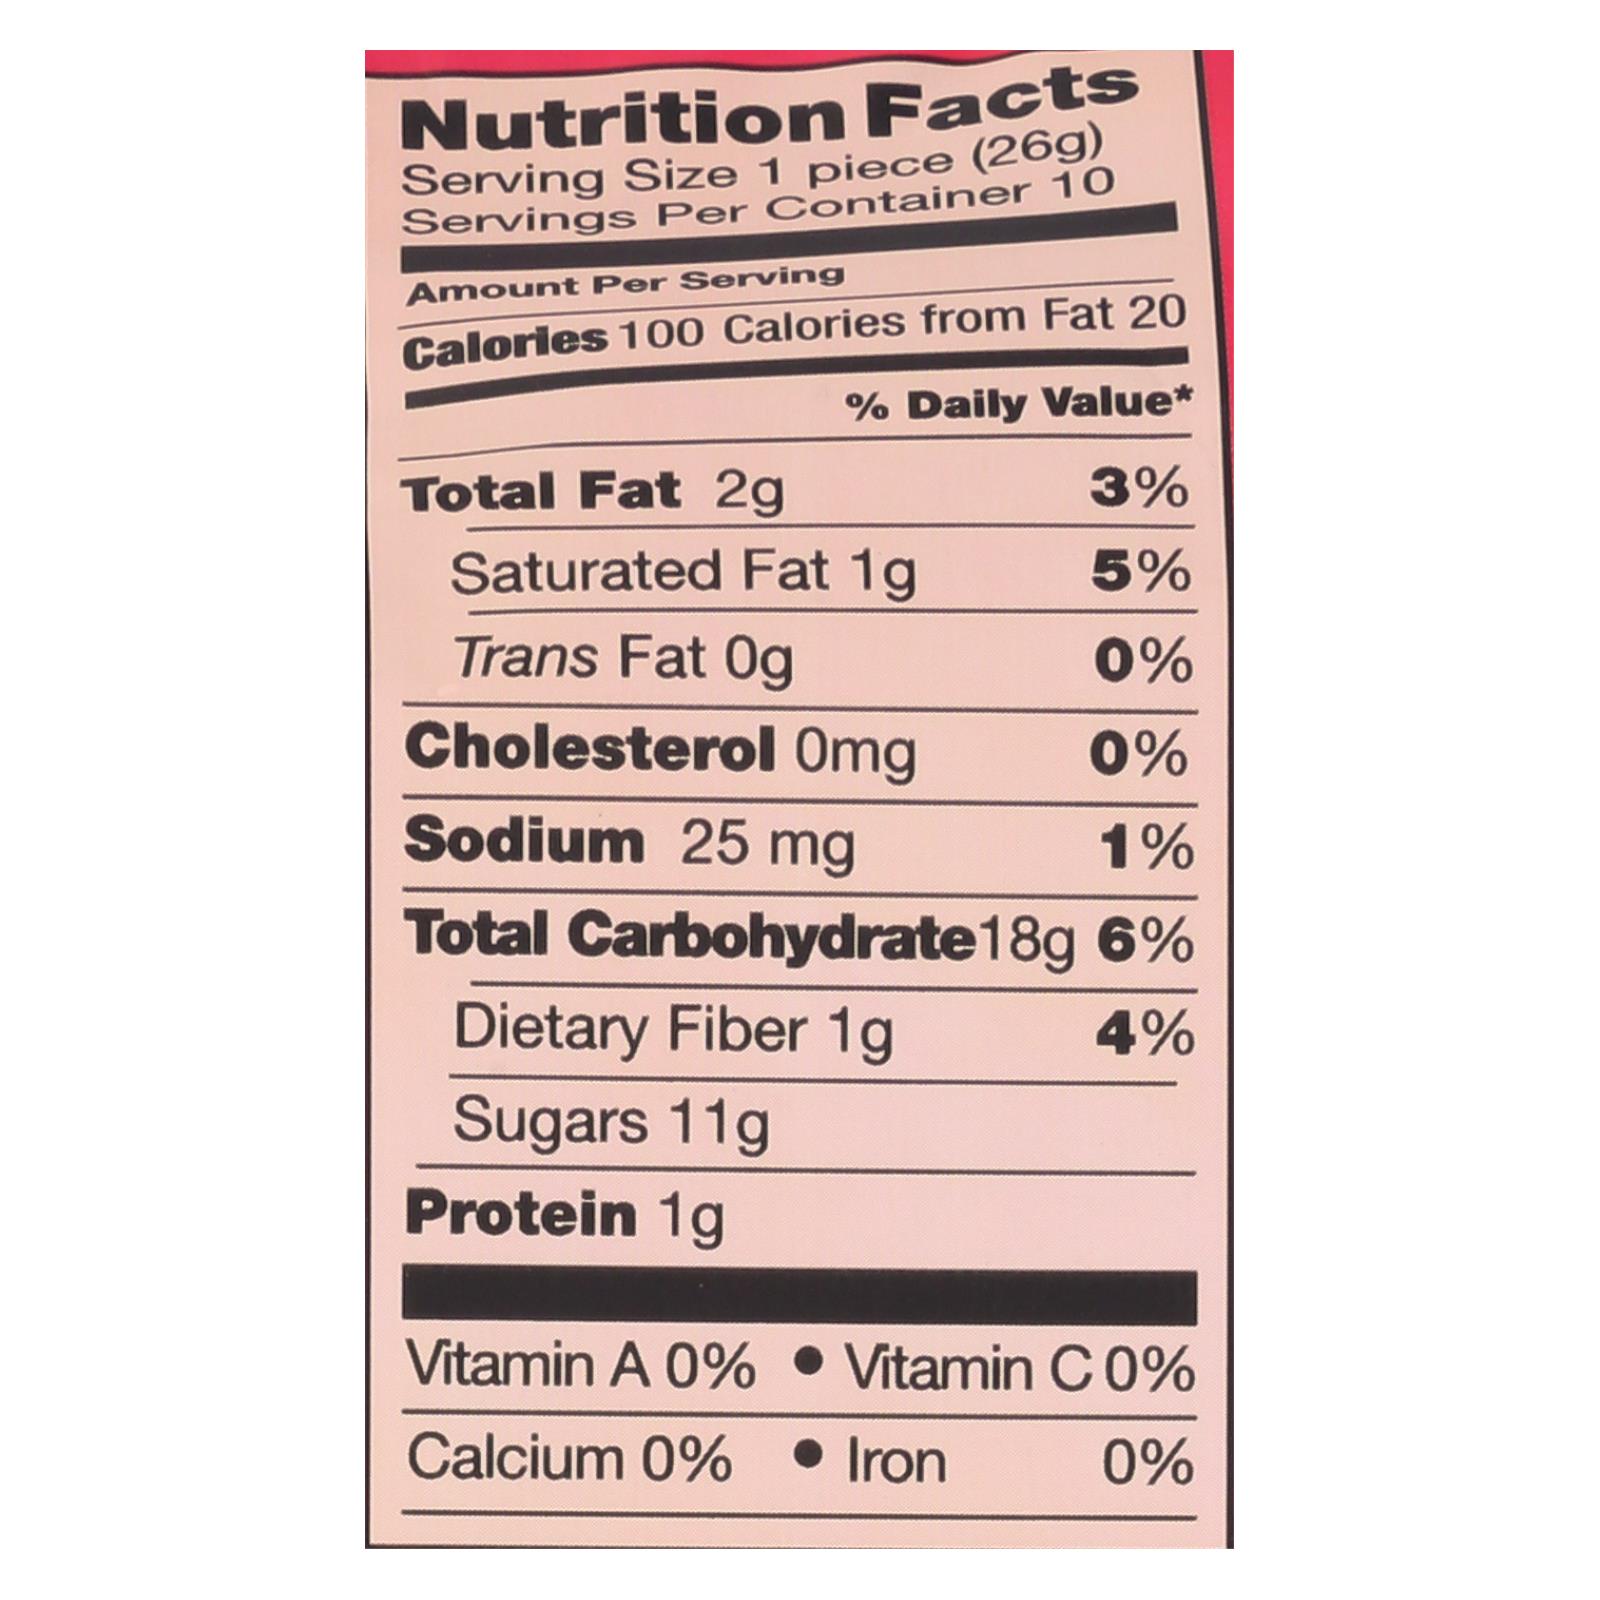 Nutrition Facts
Serving Size 1 piece (26g)
Servings Per Container 10
Amount Per Serving
Calories 100 Calories from Fat 20
% Daily Value*
Total Fat 2g 3%
Saturated Fat 1g 5%
Trans Fat 0g 0%
Cholesterol 0mg 0%
Sodium 25 mg 1%
Total Carbohydrate 18g 6%
Dietary Fiber 1g 4%
Sugars 11g
Protein 1g
Vitamin A 0% • Vitamin C 0%
Calcium 0% • Iron 0%